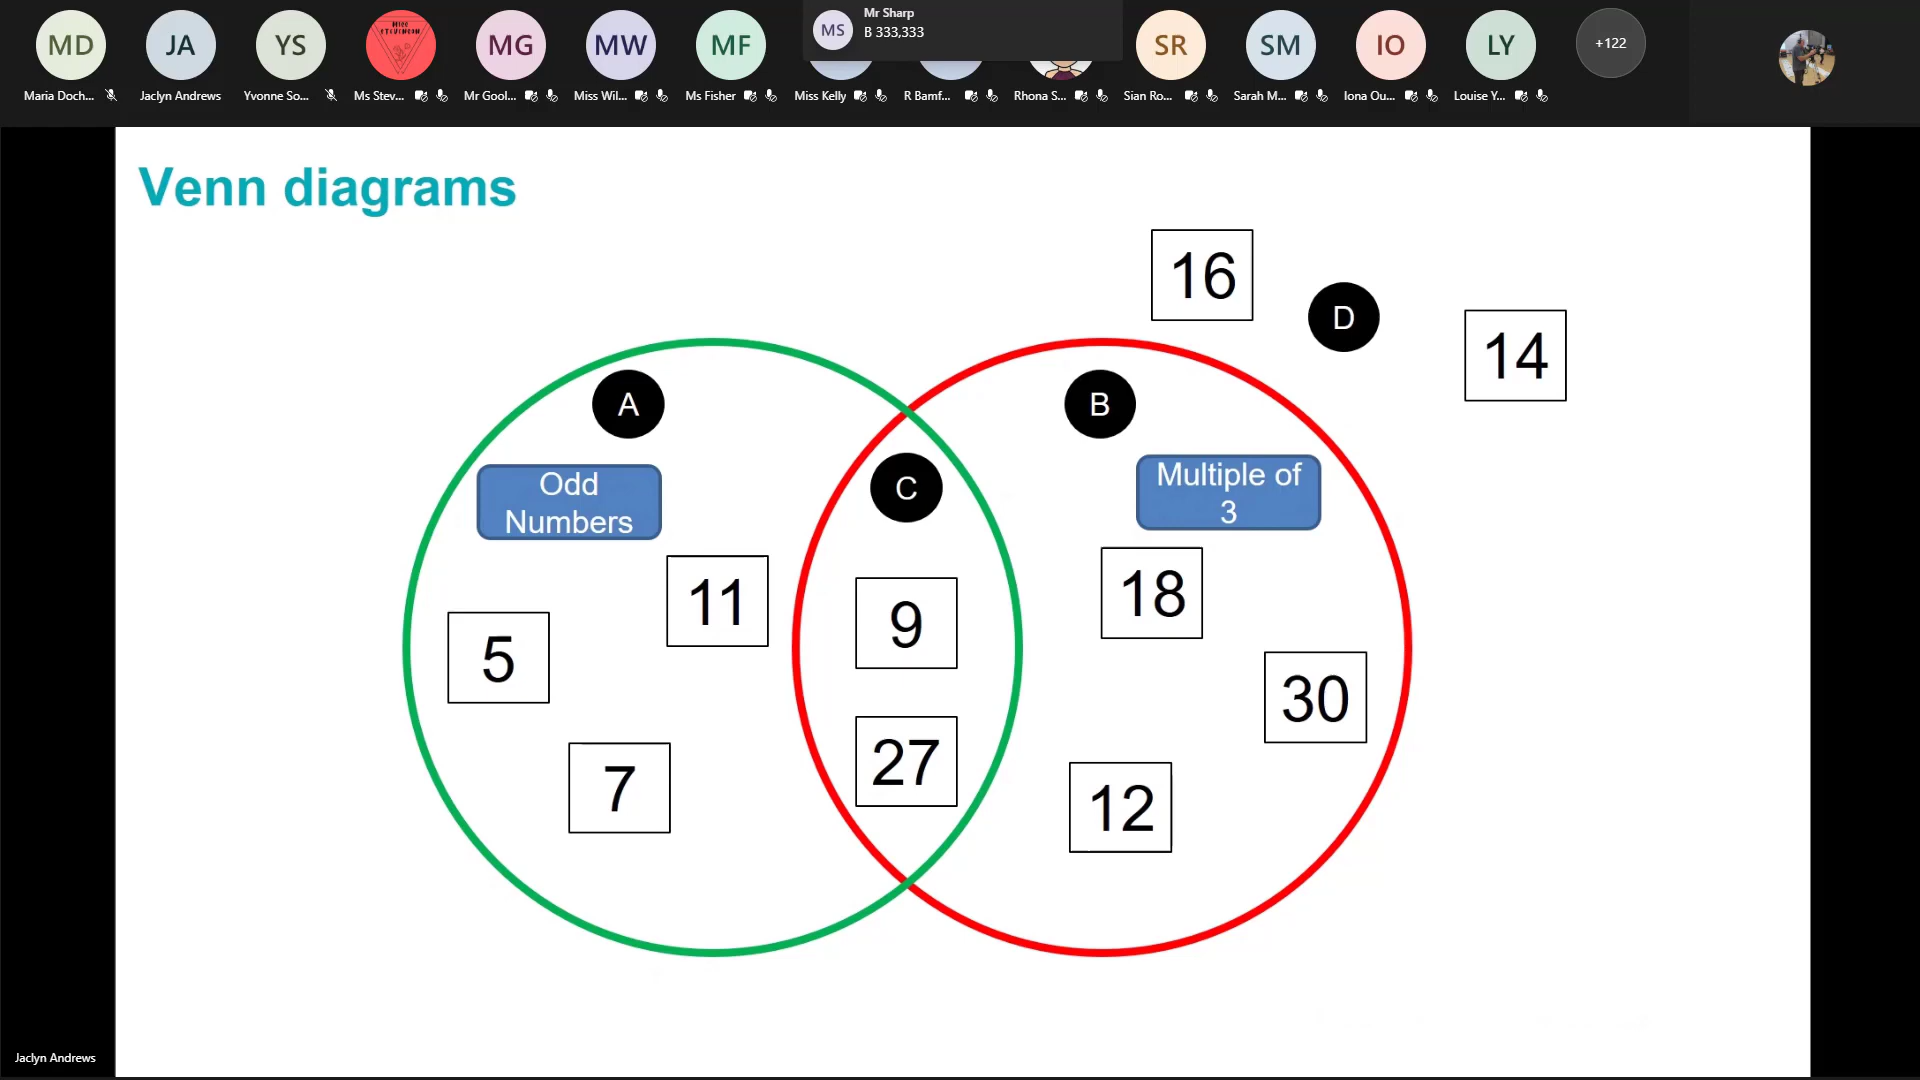 MD
JA
YS
MISS
STEVENSON
MG
MW
MF
MS
Mr Sharp
B 333,333
SR
SM
IO
LY
+122
Maria Doch...
Jaclyn Andrews
Yvonne So...
Ms Stev...
Mr Gool...
Miss Wil...
Ms Fisher
Miss Kelly
R Bamf...
Rhona S...
Sian Ro...
Sarah M...
Iona Ou...
Louise Y...
Venn diagrams
16
D
14
A
B
C
Odd
Numbers
Multiple of
3
11
9
18
5
30
7
27
12
Jaclyn Andrews